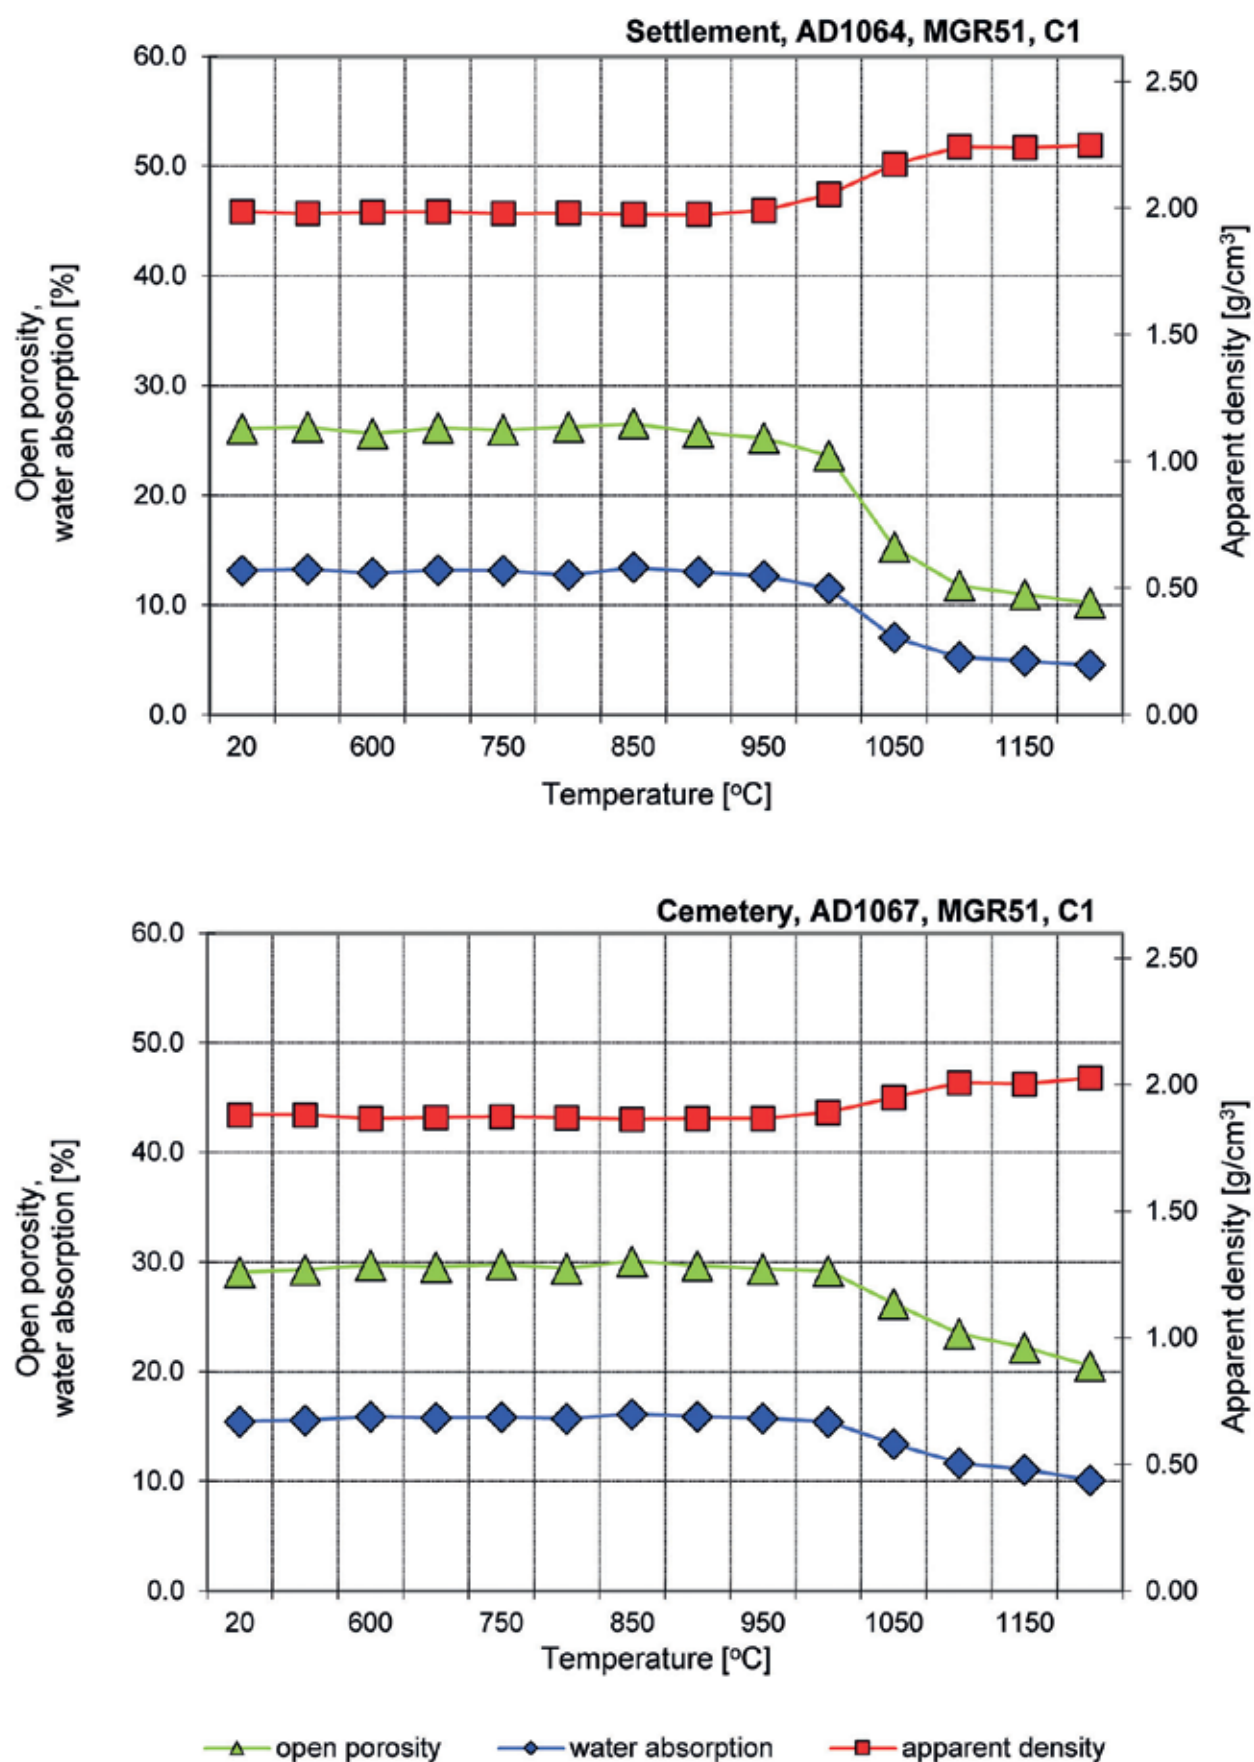 Settlement, AD1064, MGR51, C1
60.0
50.0
40.0
30.0
20.0
10.0
0.0
Open porosity,
water absorption [%]
2.50
2.00
1.50
1.00
0.50
0.00
Apparent density [g/cm³]
20 600 750 850 950 1050 1150
Temperature [ºC]
Cemetery, AD1067, MGR51, C1
60.0
50.0
40.0
30.0
20.0
10.0
0.0
Open porosity,
water absorption [%]
2.50
2.00
1.50
1.00
0.50
0.00
Apparent density [g/cm³]
20 600 750 850 950 1050 1150
Temperature [ºC]
open porosity water absorption apparent density